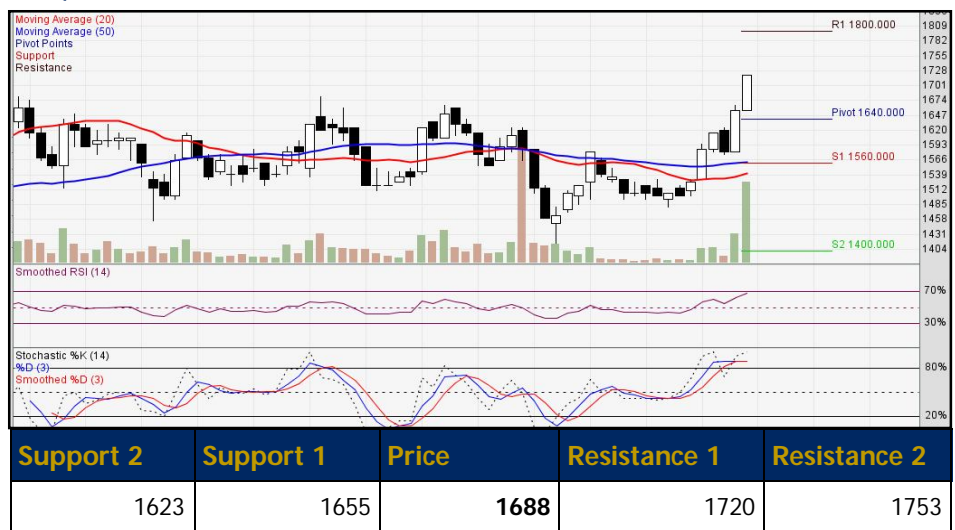 Moving Average (20)
Moving Average (50)
Pivot Points
Support
Resistance
R1 1800.000
Pivot 1640.000
S1 1560.000
S2 1400.000
1809
1782
1755
1728
1701
1674
1647
1620
1593
1566
1539
1512
1485
1458
1431
1404
Smoothed RSI (14)
70%
30%
Stochastic %K (14)
%D (3)
Smoothed %D (3)
80%
20%
Support 2 Support 1 Price Resistance 1 Resistance 2
1623 1655 1688 1720 1753